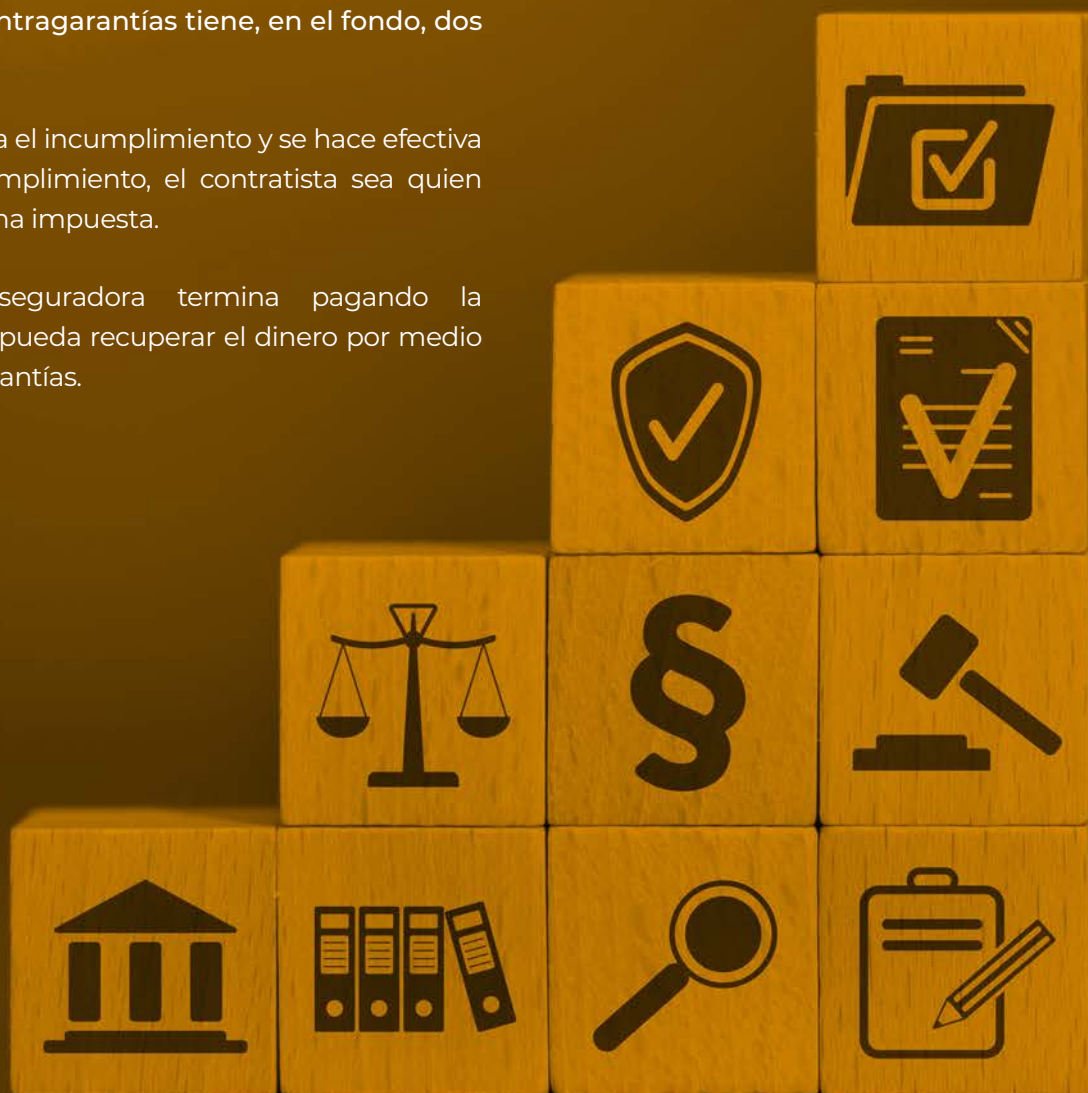 ntragarantías tiene, en el fondo, dos
a el incumplimiento y se hace efectiva
mplimiento, el contratista sea quien
na impuesta.
seguradora termina pagando la
pueda recuperar el dinero por medio
antías.
§